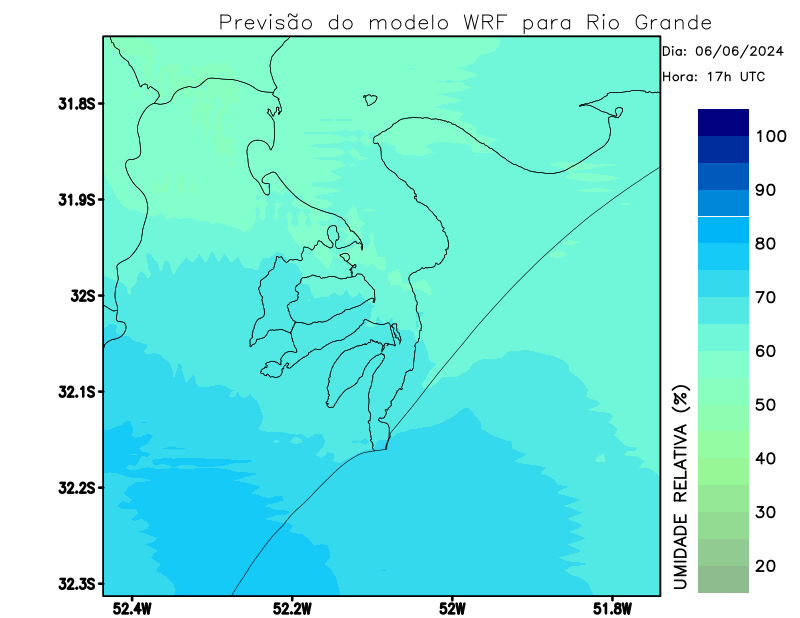 Previsão do modelo WRF para Rio Grande
Dia: 06/06/2024
Hora: 17h UTC
31.8S
31.9S
32S
32.1S
32.2S
32.3S
52.4W
52.2W
52W
51.8W
100
90
80
70
60
50
40
30
20
UMIDADE RELATIVA (%)